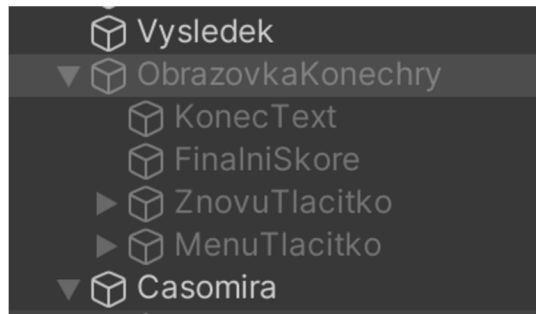 Vysledek
ObrazovkaKonechry
KonecText
FinalniSkore
ZnovuTlacitko
MenuTlacitko
Casomira